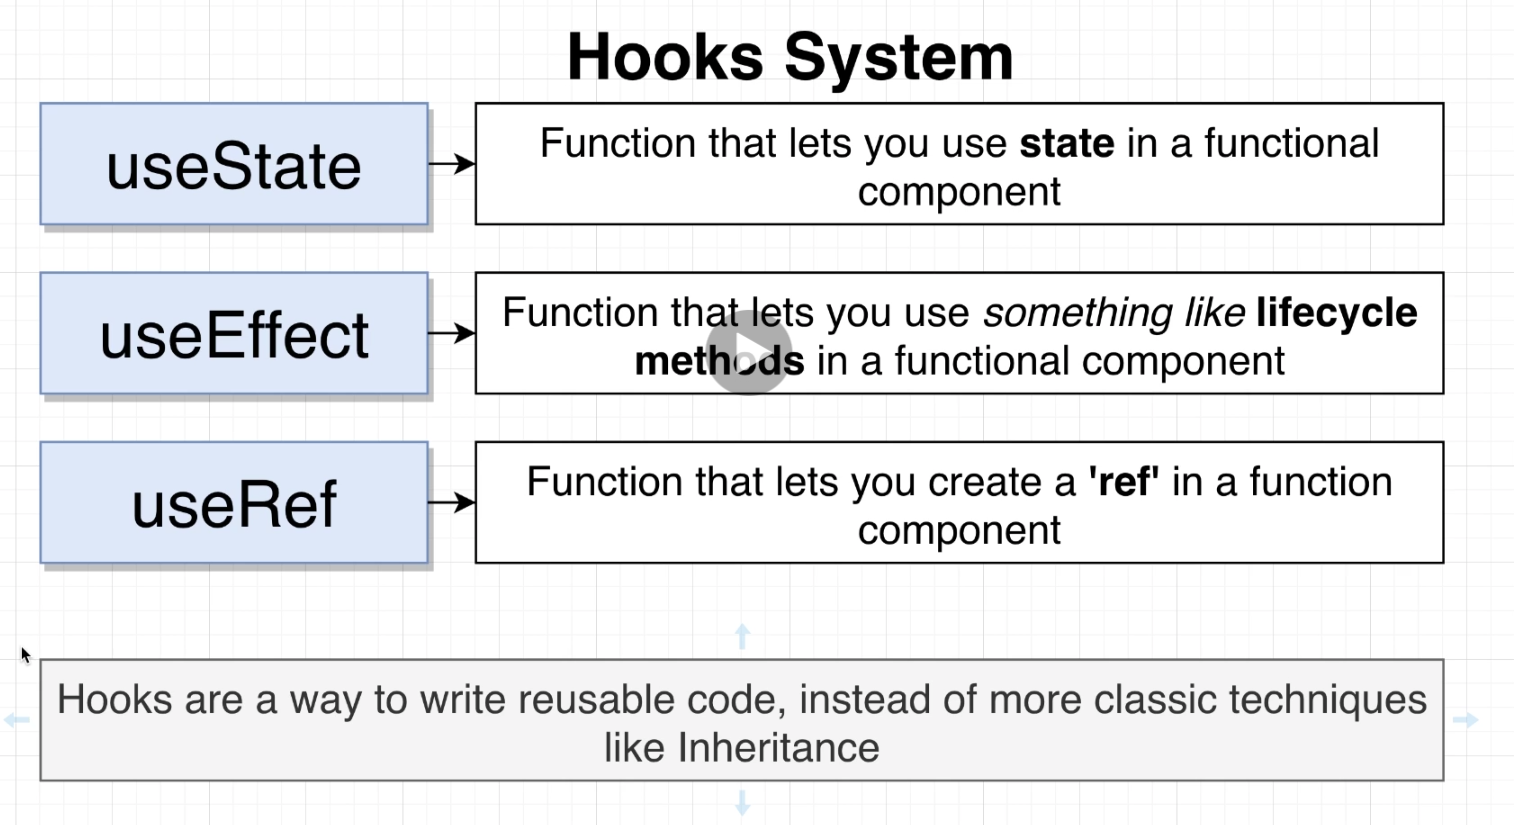 Hooks System
useState
Function that lets you use state in a functional
component
useEffect
Function that lets you use something like lifecycle
methods in a functional component
useRef
Function that lets you create a 'ref' in a function
component
Hooks are a way to write reusable code, instead of more classic techniques
like Inheritance